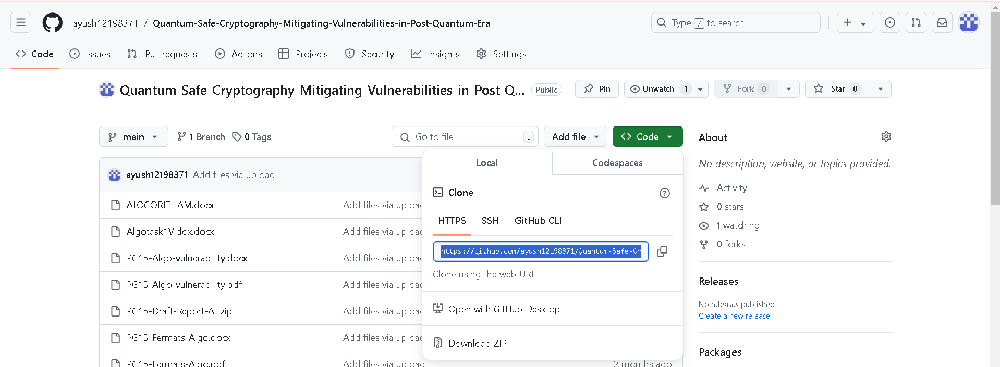 ayush12198371 / Quantum-Safe-Cryptography-Mitigating-Vulnerabilities-in-Post-Quantum-Era
Type / to search
Code
Issues
Pull requests
Actions
Projects
Security
Insights
Settings
Quantum-Safe-Cryptography-Mitigating-Vulnerabilities-in-Post-Q...
Public
Pin
Unwatch 1
Fork 0
Star 0
main
1 Branch
0 Tags
Go to file
t
Add file
Code
ayush12198371 Add files via upload
ALOGORITHAM.docx Add files via upload
Algotask1V.dox.docx Add files via upload
PG15-Algo-vulnerability.docx Add files via upload
PG15-Algo-vulnerability.pdf Add files via upload
PG15-Draft-Report-All.zip Add files via upload
PG15-Fermats-Algo.docx Add files via upload
PG15-Fermats-Algo.pdf Add files via upload 2 months ago
Local
Codespaces
Clone
HTTPS
SSH
GitHub CLI
https://github.com/ayush12198371/Quantum-Safe-Cr
Clone using the web URL.
Open with GitHub Desktop
Download ZIP
About
No description, website, or topics provided.
Activity
0 stars
1 watching
0 forks
Releases
No releases published
Create a new release
Packages